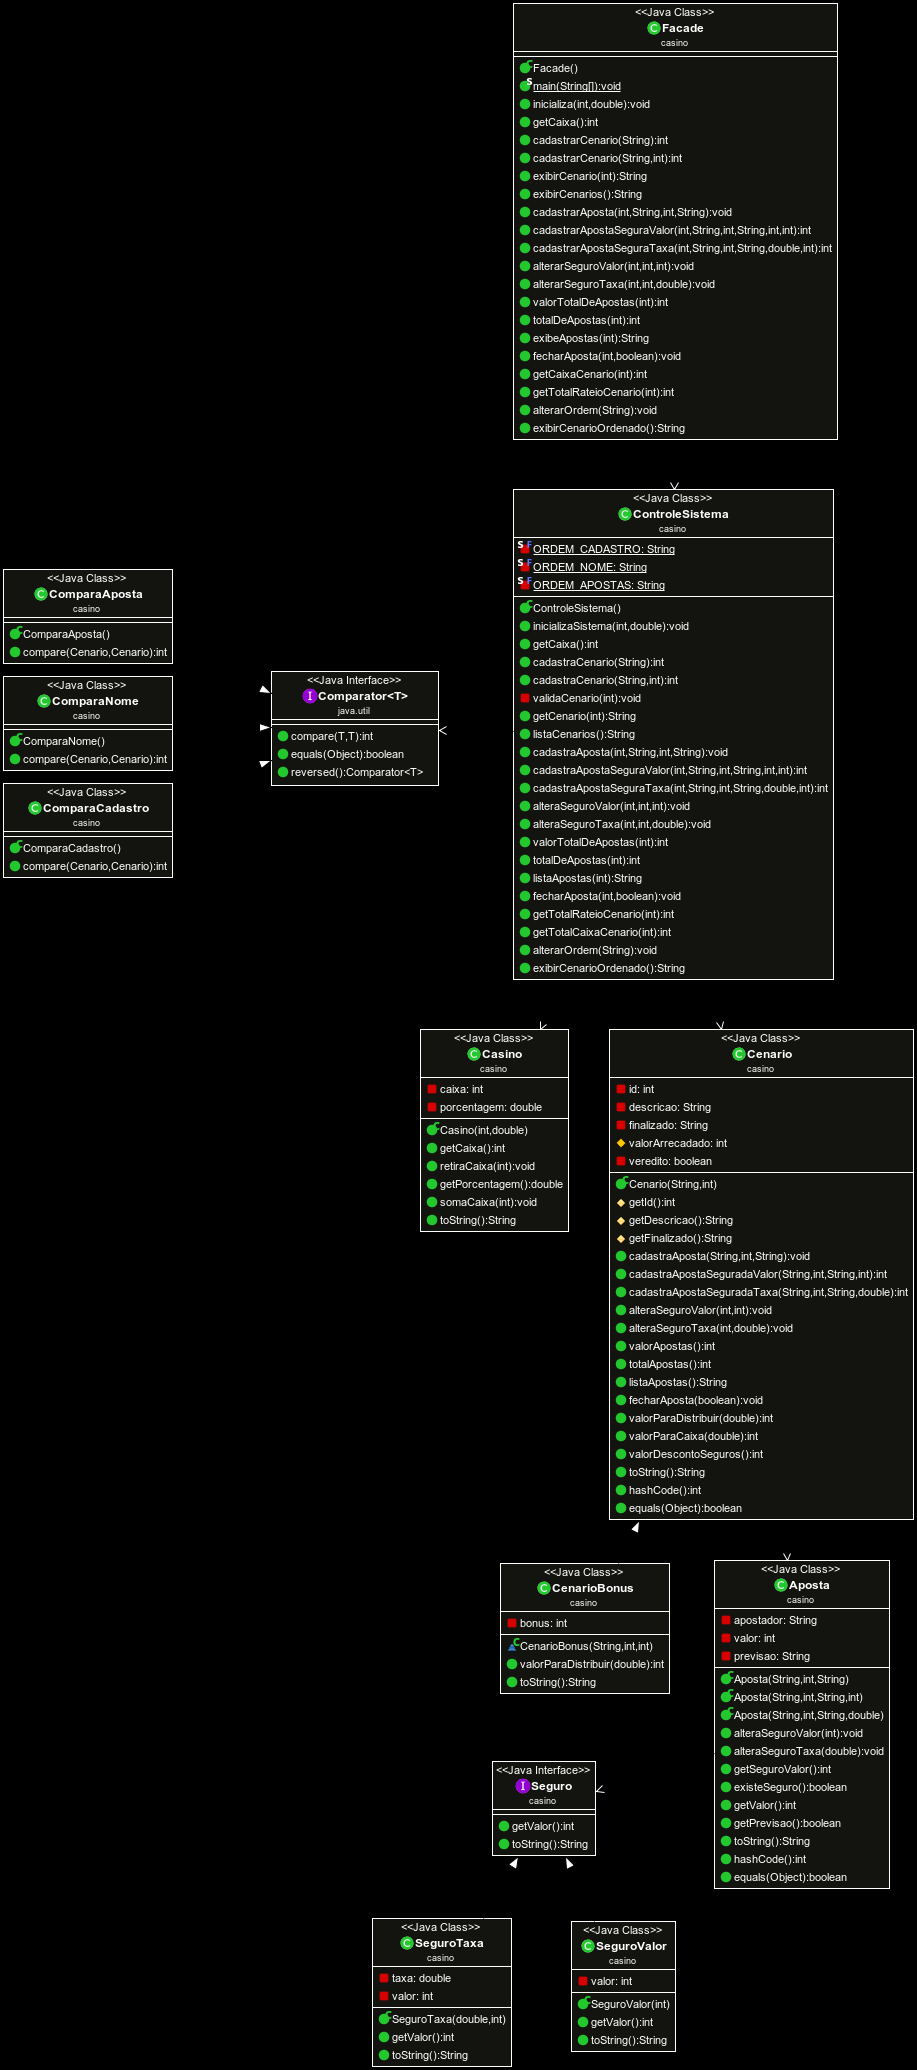 <<Java Class>>
Facade
casino
Facade()
main(String[]):void
inicializa(int,double):void
getCaixa():int
cadastrarCenario(String):int
cadastrarCenario(String,int):int
exibirCenario(int):String
exibirCenarios():String
cadastrarAposta(int,String,int,String):void
cadastrarApostaSeguraValor(int,String,int,String,int,int):int
cadastrarApostaSeguraTaxa(int,String,int,String,double,int):int
alterarSeguroValor(int,int,int):void
alterarSeguroTaxa(int,int,double):void
valorTotalDeApostas(int):int
totalDeApostas(int):int
exibeApostas(int):String
fecharAposta(int,boolean):void
getCaixaCenario(int):int
getTotalRateioCenario(int):int
alterarOrdem(String):void
exibirCenarioOrdenado():String
<<Java Class>>
ControleSistema
casino
ORDEM_CADASTRO: String
ORDEM_NOME: String
ORDEM_APOSTAS: String
ControleSistema()
inicializaSistema(int,double):void
getCaixa():int
cadastraCenario(String):int
cadastraCenario(String,int):int
validaCenario(int):void
getCenario(int):String
listaCenarios():String
cadastraAposta(int,String,int,String):void
cadastraApostaSeguraValor(int,String,int,String,int,int):int
cadastraApostaSeguraTaxa(int,String,int,String,double,int):int
alteraSeguroValor(int,int,int):void
alteraSeguroTaxa(int,int,double):void
valorTotalDeApostas(int):int
totalDeApostas(int):int
listaApostas(int):String
fecharAposta(int,boolean):void
getTotalRateioCenario(int):int
getTotalCaixaCenario(int):int
alterarOrdem(String):void
exibirCenarioOrdenado():String
<<Java Class>>
ComparaAposta
casino
ComparaAposta()
compare(Cenario,Cenario):int
<<Java Class>>
ComparaNome
casino
ComparaNome()
compare(Cenario,Cenario):int
<<Java Class>>
ComparaCadastro
casino
ComparaCadastro()
compare(Cenario,Cenario):int
<<Java Interface>>
Comparator<T>
java.util
compare(T,T):int
equals(Object):boolean
reversed():Comparator<T>
<<Java Class>>
Casino
casino
caixa: int
porcentagem: double
Casino(int,double)
getCaixa():int
retiraCaixa(int):void
getPorcentagem():double
somaCaixa(int):void
toString():String
<<Java Class>>
Cenario
casino
id: int
descricao: String
finalizado: String
valorArrecadado: int
veredito: boolean
Cenario(String,int)
getId():int
getDescricao():String
getFinalizado():String
cadastraAposta(String,int,String):void
cadastraApostaSeguradaValor(String,int,String,int):int
cadastraApostaSeguradaTaxa(String,int,String,double):int
alteraSeguroValor(int,int):void
alteraSeguroTaxa(int,double):void
valorApostas():int
totalApostas():int
listaApostas():String
fecharAposta(boolean):void
valorParaDistribuir(double):int
valorParaCaixa(double):int
valorDescontoSeguros():int
toString():String
hashCode():int
equals(Object):boolean
<<Java Class>>
CenarioBonus
casino
bonus: int
CenarioBonus(String,int,int)
valorParaDistribuir(double):int
toString():String
<<Java Class>>
Aposta
casino
apostador: String
valor: int
previsao: String
Aposta(String,int,String)
Aposta(String,int,String,int)
Aposta(String,int,String,double)
alteraSeguroValor(int):void
alteraSeguroTaxa(double):void
getSeguroValor():int
existeSeguro():boolean
getValor():int
getPrevisao():boolean
toString():String
hashCode():int
equals(Object):boolean
<<Java Interface>>
Seguro
casino
getValor():int
toString():String
<<Java Class>>
SeguroTaxa
casino
taxa: double
valor: int
SeguroTaxa(double,int)
getValor():int
toString():String
<<Java Class>>
SeguroValor
casino
valor: int
SeguroValor(int)
getValor():int
toString():String